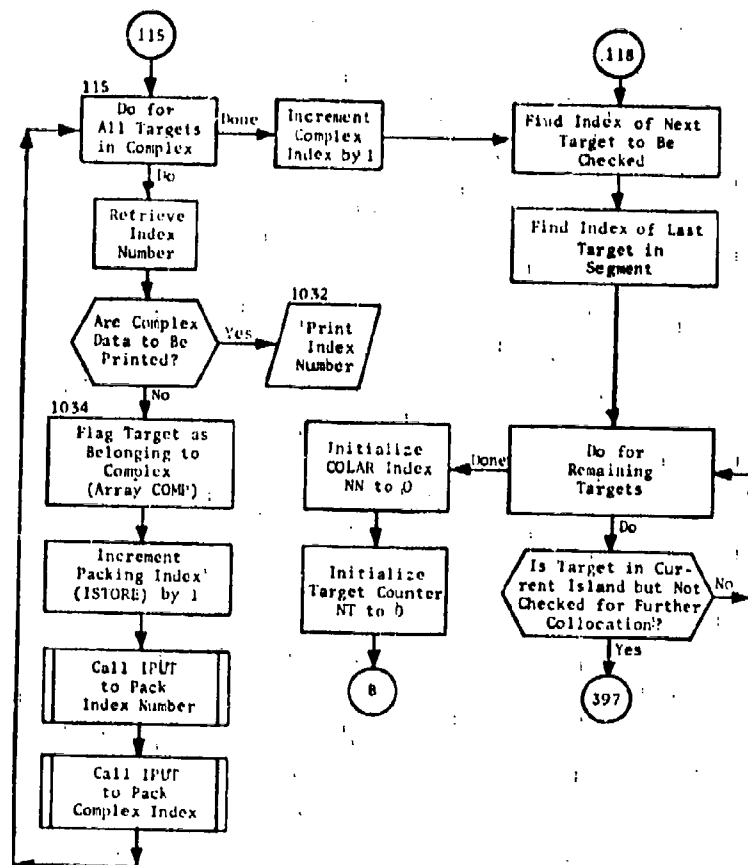 115
115
Do for
All Targets
in Complex
Done
Increment
Complex
Index by 1
Do
Retrieve
Index
Number
Are Complex
Data to Be
Printed?
Yes
1032
Print
Index
Number
No
1034
Flag Target as
Belonging to
Complex
(Array COMP)
Increment
Packing Index
(ISTORE) by 1
Call IPUT
to Pack
Index Number
Call IPUT
to Pack
Complex Index
118
Find Index of Next
Target to Be
Checked
Find Index of Last
Target in
Segment
Do for
Remaining
Targets
Done
Initialize
COLAR Index
NN to 0
Initialize
Target Counter
NT to 0
8
Do
Is Target in Cur-
rent Island but Not
Checked for Further
Collocation?
No
Yes
397